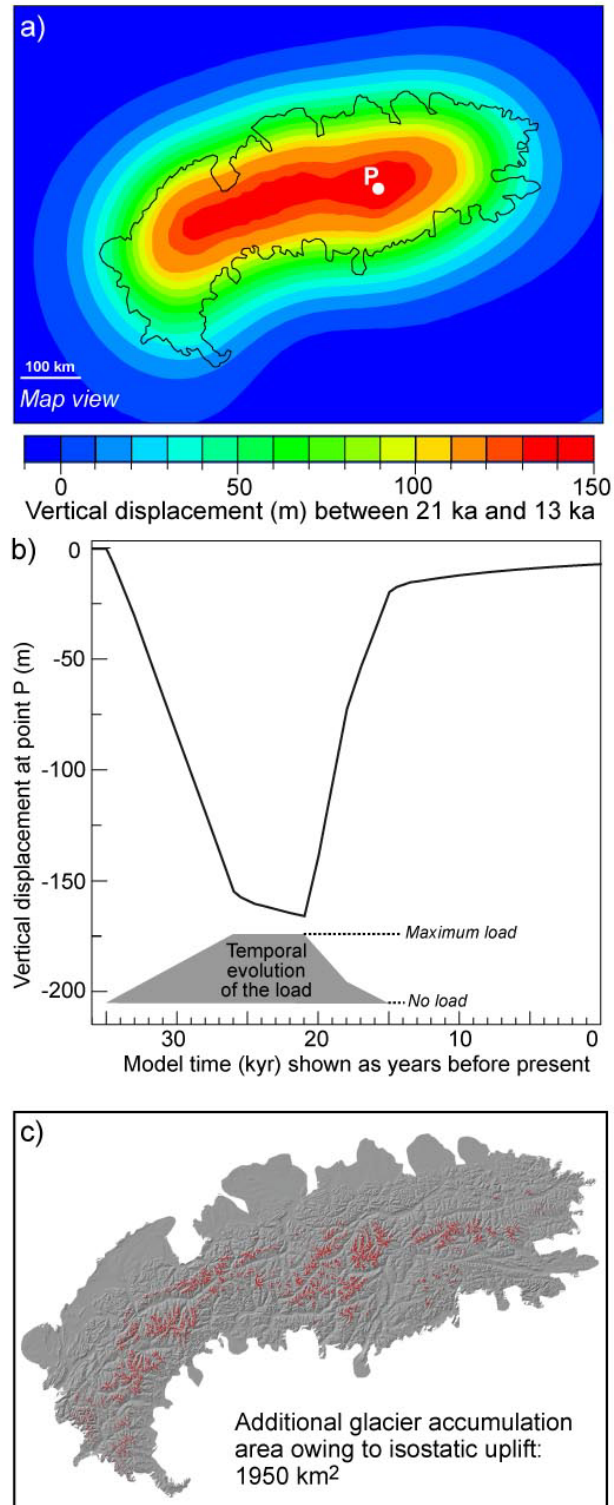 a)
P
100 km
Map view
0 50 100 150
Vertical displacement (m) between 21 ka and 13 ka
b)
0
-50
-100
-150
-200
Vertical displacement at point P (m)
Maximum load
Temporal
evolution
of the load
No load
30 20 10 0
Model time (kyr) shown as years before present
c)
Additional glacier accumulation
area owing to isostatic uplift:
1950 km²